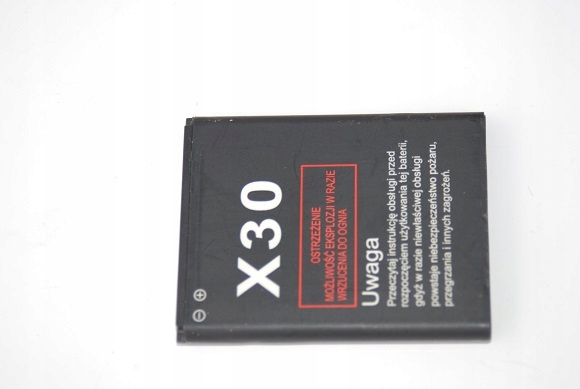 X30
OSTRZEŻENIE
MOŻLIWOŚĆ EKSPLOZJI W RAZIE
WRZUCENIA DO OGNIA
Uwaga
Przeczytaj instrukcję obsługi przed
rozpoczęciem użytkowania tej baterii,
gdyż w razie niewłaściwej obsługi
powstaje niebezpieczeństwo pożaru,
przegrzania i innych zagrożeń.